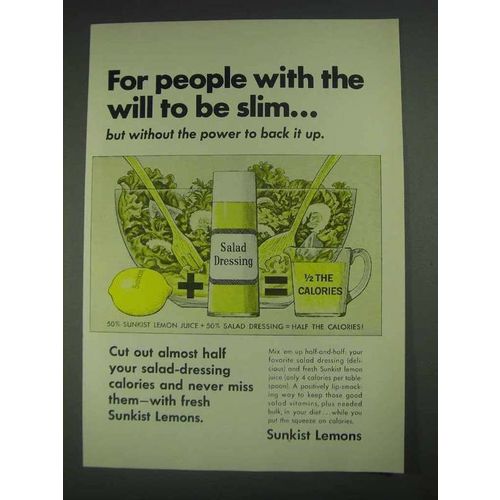 For people with the
will to be slim...
but without the power to back it up.
Salad
Dressing
½ THE
CALORIES
50% SUNKIST LEMON JUICE + 50% SALAD DRESSING = HALF THE CALORIES!
Cut out almost half
your salad-dressing
calories and never miss
them—with fresh
Sunkist Lemons.
Mix 'em up half-and-half: your
favorite salad dressing (deli-
cious) and fresh Sunkist lemon
juice (only 4 calories per table-
spoon). A positively lip-smack-
ing way to keep those good
salad vitamins, plus needed
bulk, in your diet...while you
put the squeeze on calories.
Sunkist Lemons